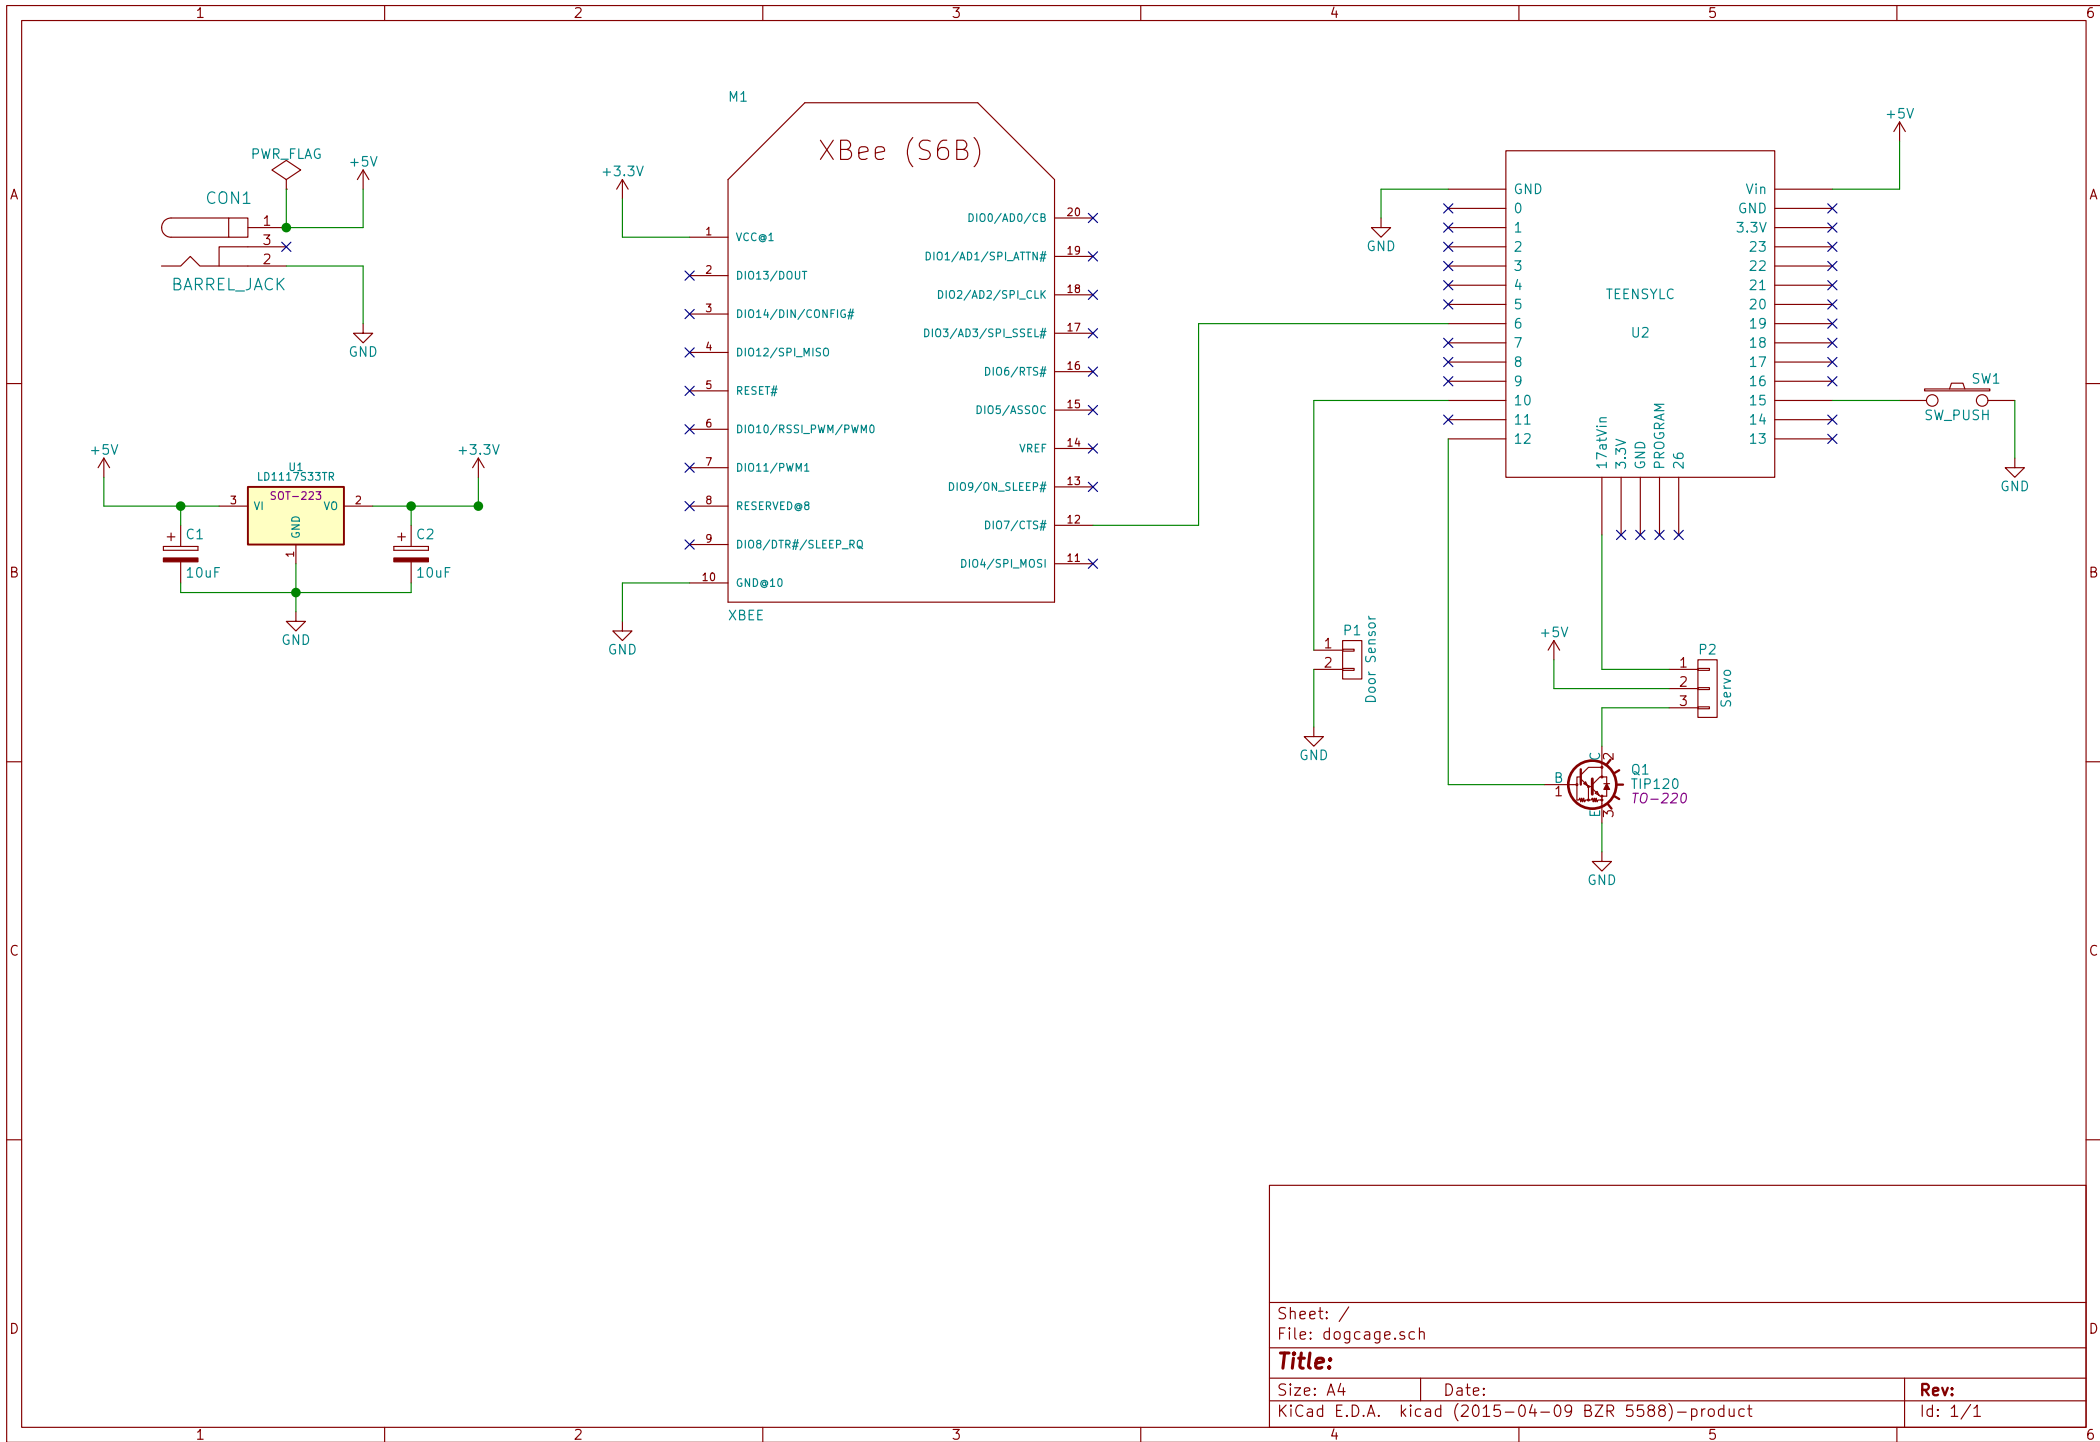 1 2 3 4 5 6
A
B
C
D
PWR_FLAG
+5V
CON1
1
3
2
BARREL_JACK
GND
+5V
+3.3V
U1
LD1117S33TR
SOT-223
3 VI
VO 2
GND
1
+ C1
10uF
+ C2
10uF
GND
M1
XBee (S6B)
+3.3V
1 VCC@1
2 DIO13/DOUT
3 DIO14/DIN/CONFIG#
4 DIO12/SPI_MISO
5 RESET#
6 DIO10/RSSI_PWM/PWM0
7 DIO11/PWM1
8 RESERVED@8
9 DIO8/DTR#/SLEEP_RQ
10 GND@10
DIO0/AD0/CB 20
DIO1/AD1/SPI_ATTN# 19
DIO2/AD2/SPI_CLK 18
DIO3/AD3/SPI_SSEL# 17
DIO6/RTS# 16
DIO5/ASSOC 15
VREF 14
DIO9/ON_SLEEP# 13
DIO7/CTS# 12
DIO4/SPI_MOSI 11
XBEE
GND
+5V
GND
GND
0
1
2
3
4
5
6
7
8
9
10
11
12
TEENSYLC
U2
Vin
GND
3.3V
23
22
21
20
19
18
17
16
15
14
13
17atVin
3.3V
GND
PROGRAM
26
SW1
SW_PUSH
GND
P1
1
2
Door Sensor
GND
+5V
P2
1
2
3
Servo
C
2
B
1
E
3
Q1
TIP120
TO-220
GND
Sheet: /
File: dogcage.sch
Title:
Size: A4
Date:
Rev:
KiCad E.D.A. kicad (2015-04-09 BZR 5588)-product
Id: 1/1
A
B
C
D
1 2 3 4 5 6